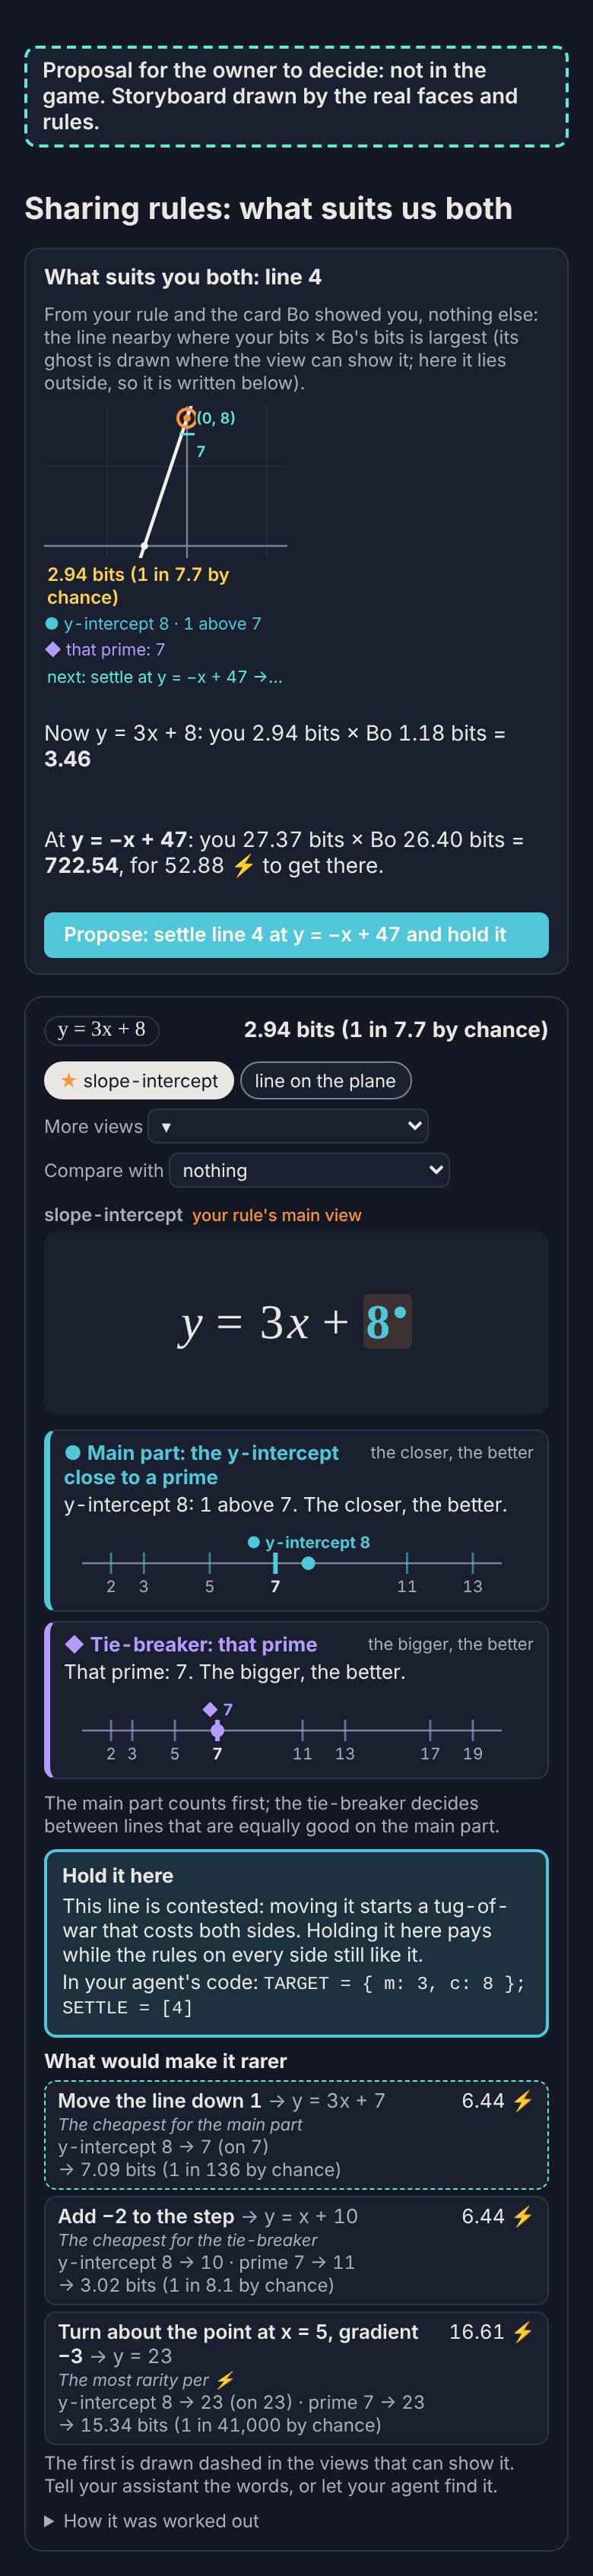 Proposal for the owner to decide: not in the
game. Storyboard drawn by the real faces and
rules.
Sharing rules: what suits us both
What suits you both: line 4
From your rule and the card Bo showed you, nothing else:
the line nearby where your bits × Bo's bits is largest (its
ghost is drawn where the view can show it; here it lies
outside, so it is written below).
(0, 8)
7
2.94 bits (1 in 7.7 by
chance)
● y-intercept 8 · 1 above 7
◆ that prime: 7
next: settle at y = −x + 47 →…
Now y = 3x + 8: you 2.94 bits × Bo 1.18 bits =
3.46
At y = −x + 47: you 27.37 bits × Bo 26.40 bits =
722.54, for 52.88 ⚡ to get there.
Propose: settle line 4 at y = −x + 47 and hold it
y = 3x + 8
2.94 bits (1 in 7.7 by chance)
★ slope-intercept
line on the plane
More views ▾
Compare with nothing
slope-intercept your rule's main view
y = 3x + 8●
● Main part: the y-intercept
close to a prime
the closer, the better
y-intercept 8: 1 above 7. The closer, the better.
● y-intercept 8
2 3 5 7 11 13
◆ Tie-breaker: that prime
the bigger, the better
That prime: 7. The bigger, the better.
◆ 7
2 3 5 7 11 13 17 19
The main part counts first; the tie-breaker decides
between lines that are equally good on the main part.
Hold it here
This line is contested: moving it starts a tug-of-
war that costs both sides. Holding it here pays
while the rules on every side still like it.
In your agent's code: TARGET = { m: 3, c: 8 };
SETTLE = [4]
What would make it rarer
Move the line down 1 → y = 3x + 7 6.44 ⚡
The cheapest for the main part
y-intercept 8 → 7 (on 7)
→ 7.09 bits (1 in 136 by chance)
Add −2 to the step → y = x + 10 6.44 ⚡
The cheapest for the tie-breaker
y-intercept 8 → 10 · prime 7 → 11
→ 3.02 bits (1 in 8.1 by chance)
Turn about the point at x = 5, gradient 16.61 ⚡
−3 → y = 23
The most rarity per ⚡
y-intercept 8 → 23 (on 23) · prime 7 → 23
→ 15.34 bits (1 in 41,000 by chance)
The first is drawn dashed in the views that can show it.
Tell your assistant the words, or let your agent find it.
▶ How it was worked out